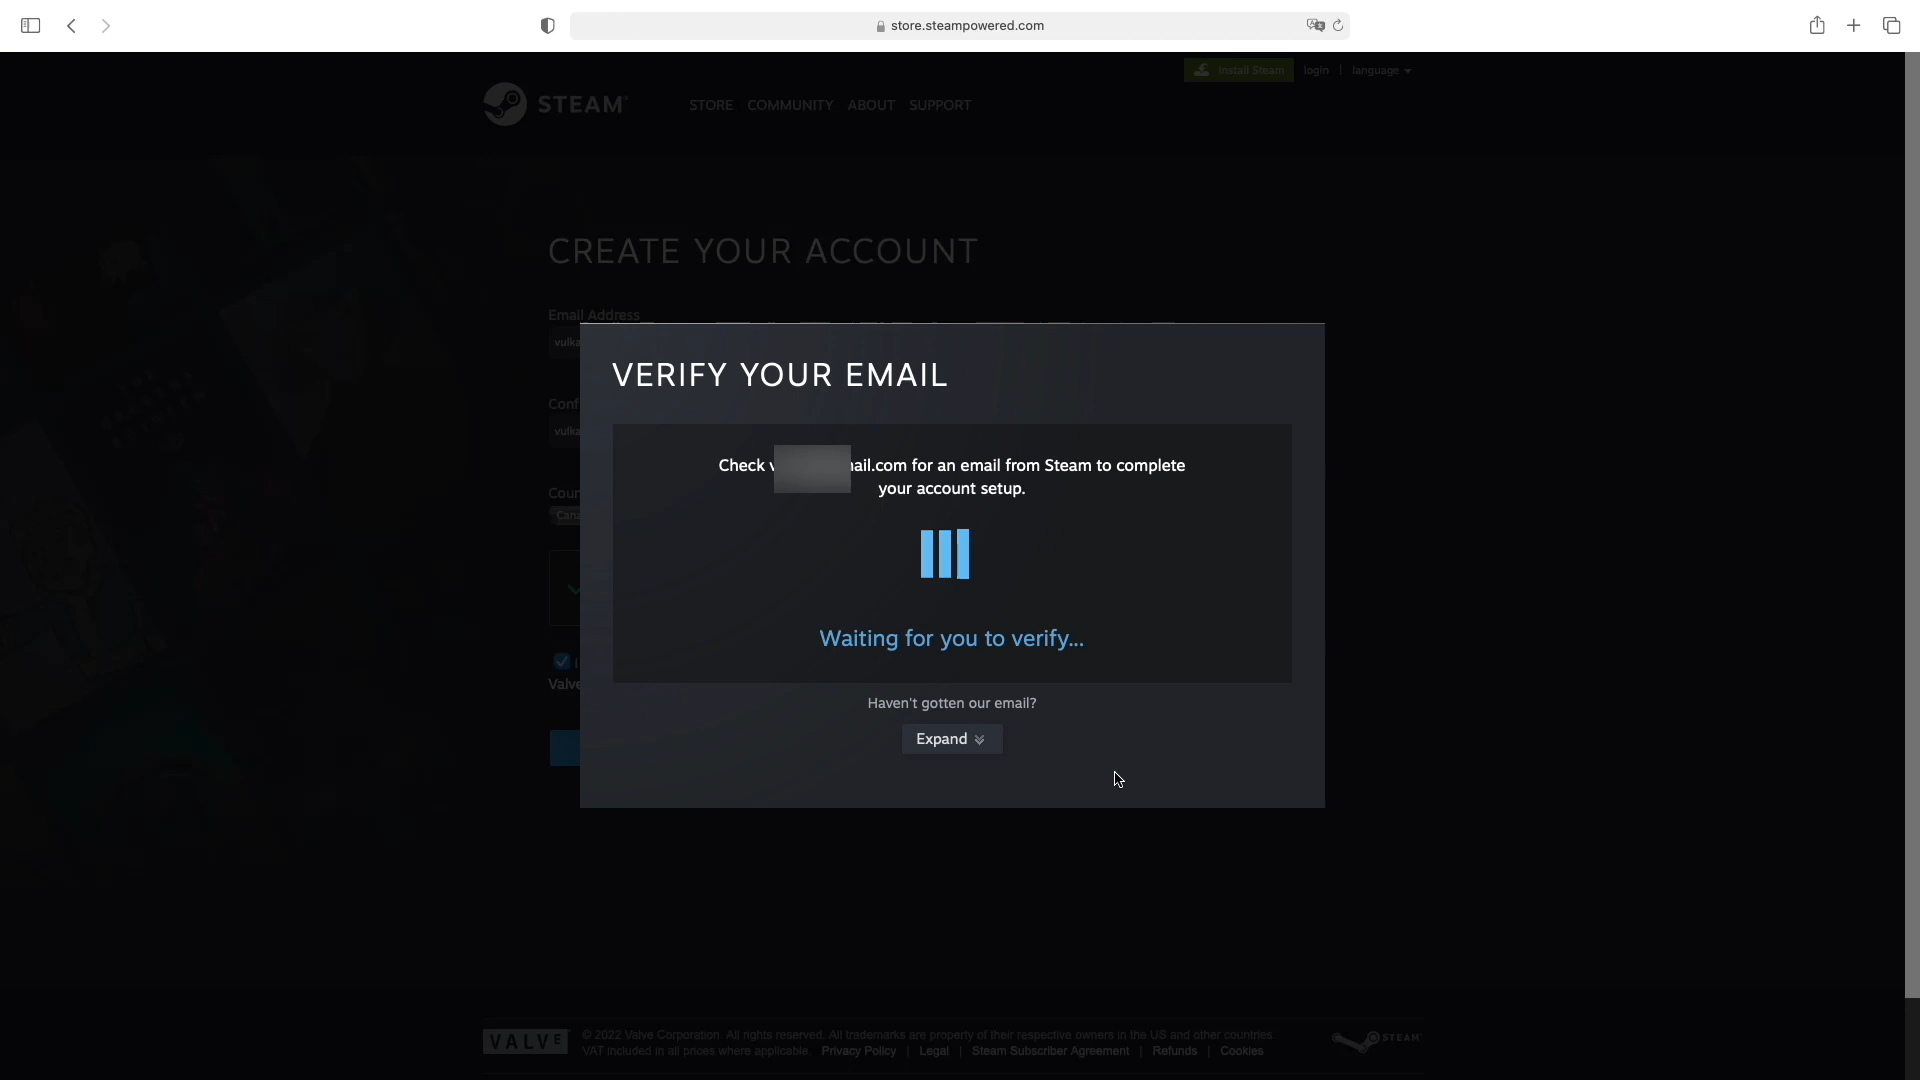 store.steampowered.com
Install Steam login | language
STEAM
STORE COMMUNITY ABOUT SUPPORT
CREATE YOUR ACCOUNT
Email Address
VERIFY YOUR EMAIL
Check v mail.com for an email from Steam to complete
your account setup.
Waiting for you to verify...
Haven't gotten our email?
Expand
VALVE
© 2022 Valve Corporation. All rights reserved. All trademarks are property of their respective owners in the US and other countries.
VAT included in all prices where applicable. Privacy Policy | Legal | Steam Subscriber Agreement | Refunds | Cookies
STEAM